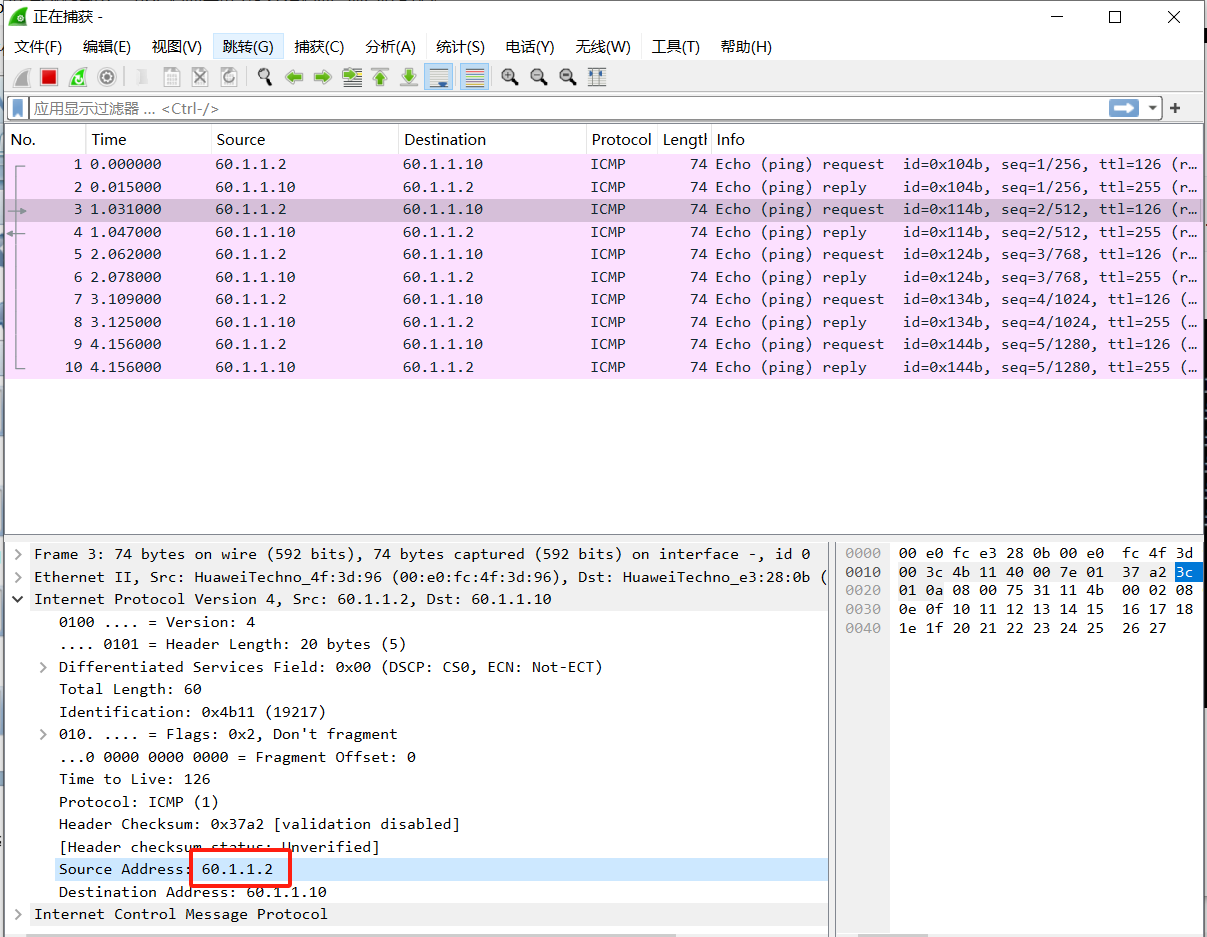 正在捕获 -
文件(F) 编辑(E) 视图(V) 跳转(G) 捕获(C) 分析(A) 统计(S) 电话(Y) 无线(W) 工具(T) 帮助(H)
应用显示过滤器 … <Ctrl-/>
No. Time Source Destination Protocol Lengtl Info
1 0.000000 60.1.1.2 60.1.1.10 ICMP 74 Echo (ping) request id=0x104b, seq=1/256, ttl=126 (r…
2 0.015000 60.1.1.10 60.1.1.2 ICMP 74 Echo (ping) reply id=0x104b, seq=1/256, ttl=255 (r…
3 1.031000 60.1.1.2 60.1.1.10 ICMP 74 Echo (ping) request id=0x114b, seq=2/512, ttl=126 (r…
4 1.047000 60.1.1.10 60.1.1.2 ICMP 74 Echo (ping) reply id=0x114b, seq=2/512, ttl=255 (r…
5 2.062000 60.1.1.2 60.1.1.10 ICMP 74 Echo (ping) request id=0x124b, seq=3/768, ttl=126 (r…
6 2.078000 60.1.1.10 60.1.1.2 ICMP 74 Echo (ping) reply id=0x124b, seq=3/768, ttl=255 (r…
7 3.109000 60.1.1.2 60.1.1.10 ICMP 74 Echo (ping) request id=0x134b, seq=4/1024, ttl=126 (…
8 3.125000 60.1.1.10 60.1.1.2 ICMP 74 Echo (ping) reply id=0x134b, seq=4/1024, ttl=255 (…
9 4.156000 60.1.1.2 60.1.1.10 ICMP 74 Echo (ping) request id=0x144b, seq=5/1280, ttl=126 (…
10 4.156000 60.1.1.10 60.1.1.2 ICMP 74 Echo (ping) reply id=0x144b, seq=5/1280, ttl=255 (…
Frame 3: 74 bytes on wire (592 bits), 74 bytes captured (592 bits) on interface -, id 0
Ethernet II, Src: HuaweiTechno_4f:3d:96 (00:e0:fc:4f:3d:96), Dst: HuaweiTechno_e3:28:0b (
Internet Protocol Version 4, Src: 60.1.1.2, Dst: 60.1.1.10
0100 .... = Version: 4
.... 0101 = Header Length: 20 bytes (5)
Differentiated Services Field: 0x00 (DSCP: CS0, ECN: Not-ECT)
Total Length: 60
Identification: 0x4b11 (19217)
010. .... = Flags: 0x2, Don't fragment
...0 0000 0000 0000 = Fragment Offset: 0
Time to Live: 126
Protocol: ICMP (1)
Header Checksum: 0x37a2 [validation disabled]
[Header checksum status: Unverified]
Source Address: 60.1.1.2
Destination Address: 60.1.1.10
Internet Control Message Protocol
0000 00 e0 fc e3 28 0b 00 e0 fc 4f 3d
0010 00 3c 4b 11 40 00 7e 01 37 a2 3c
0020 01 0a 08 00 75 31 11 4b 00 02 08
0030 0e 0f 10 11 12 13 14 15 16 17 18
0040 1e 1f 20 21 22 23 24 25 26 27